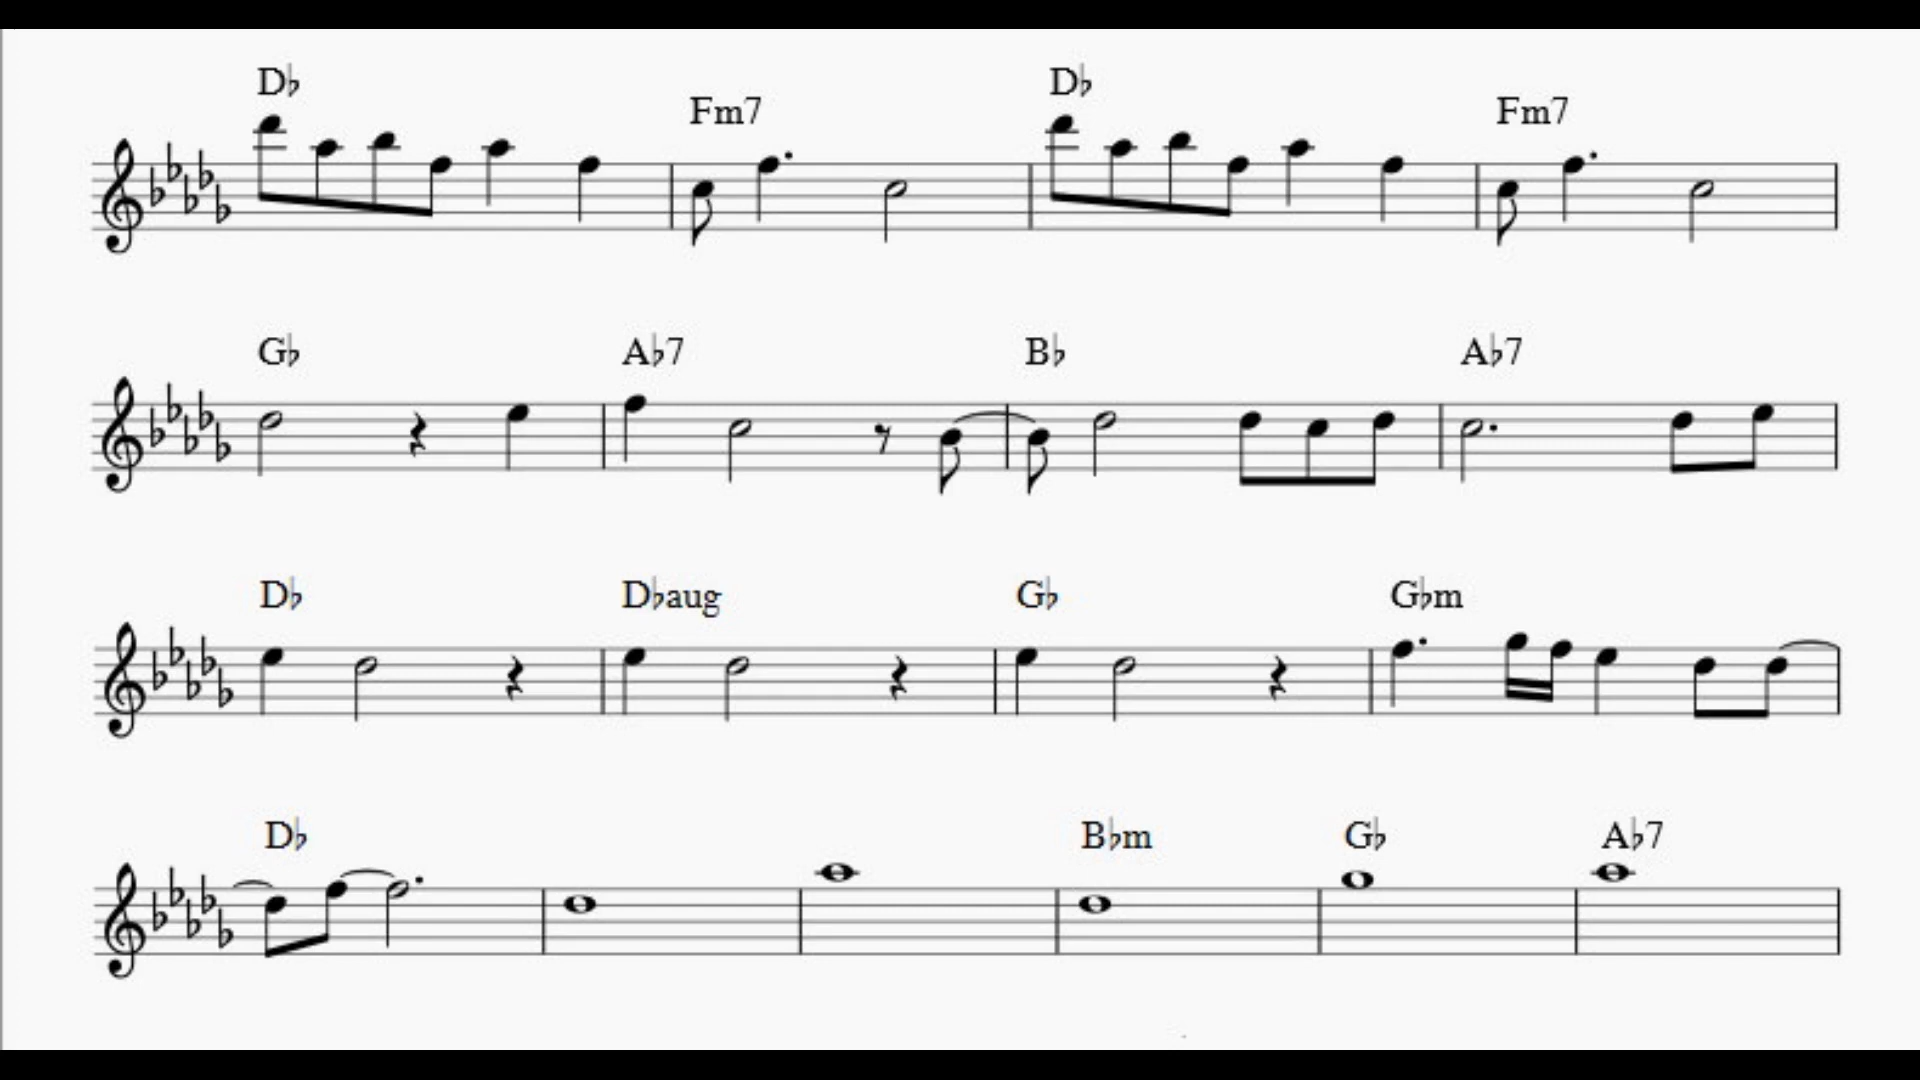 D♭ Fm7 D♭ Fm7
G♭ A♭7 B♭ A♭7
D♭ D♭aug G♭ G♭m
D♭ B♭m G♭ A♭7